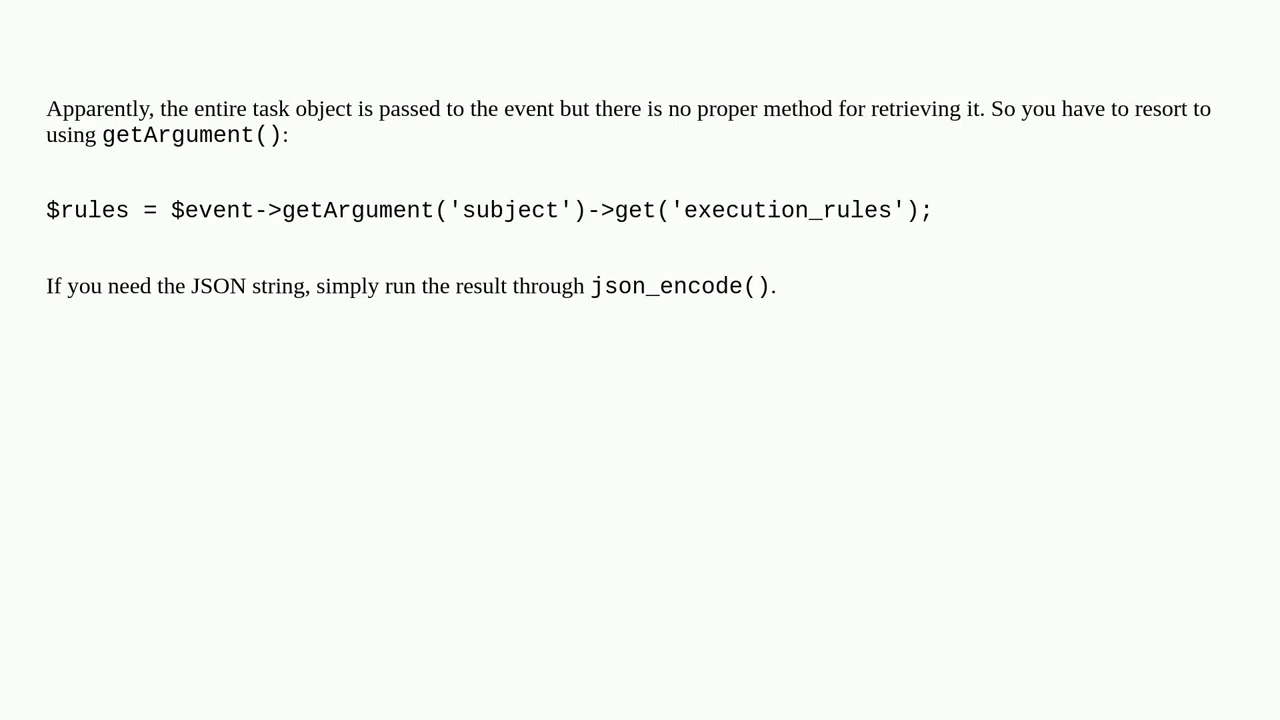 Apparently, the entire task object is passed to the event but there is no proper method for retrieving it. So you have to resort to
using getArgument():
$rules = $event->getArgument('subject')->get('execution_rules');
If you need the JSON string, simply run the result through json_encode().